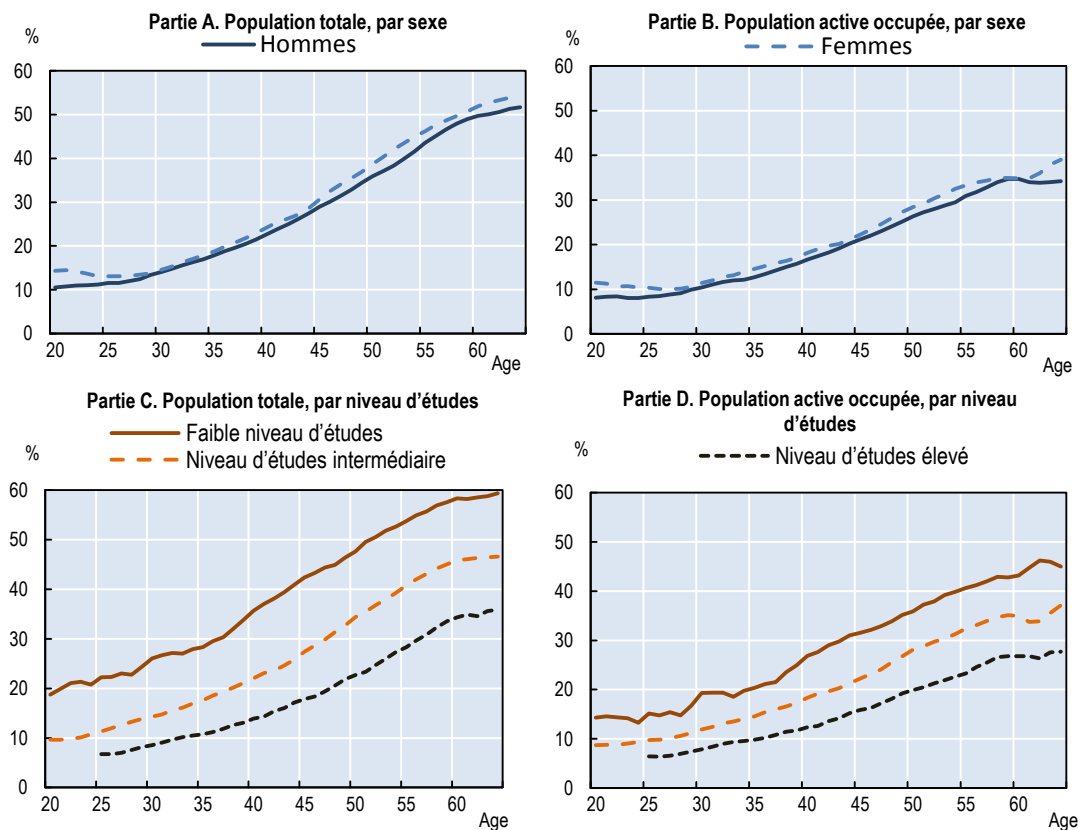 Partie A. Population totale, par sexe
Hommes
%
60
50
40
30
20
10
0
20 25 30 35 40 45 50 55 60
Age
Partie B. Population active occupée, par sexe
Femmes
%
60
50
40
30
20
10
0
20 25 30 35 40 45 50 55 60
Age
Partie C. Population totale, par niveau d'études
Faible niveau d'études
Niveau d'études intermédiaire
%
60
50
40
30
20
10
0
20 25 30 35 40 45 50 55 60
Age
Partie D. Population active occupée, par niveau
d'études
Niveau d'études élevé
%
60
50
40
30
20
10
0
20 25 30 35 40 45 50 55 60
Age